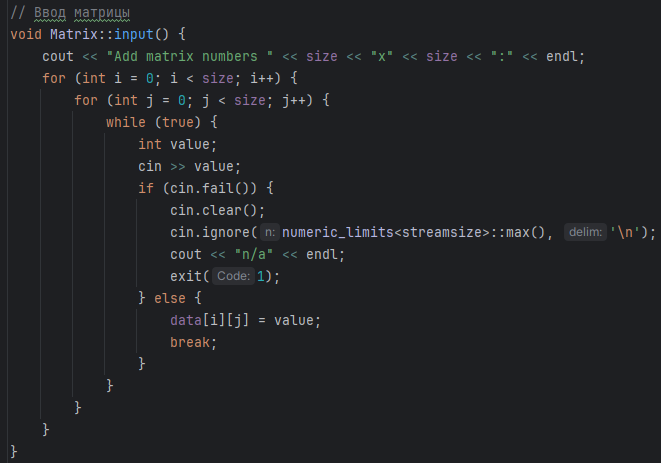 // Ввод матрицы
void Matrix::input() {
    cout << "Add matrix numbers " << size << "x" << size << ":" << endl;
    for (int i = 0; i < size; i++) {
        for (int j = 0; j < size; j++) {
            while (true) {
                int value;
                cin >> value;
                if (cin.fail()) {
                    cin.clear();
                    cin.ignore( n: numeric_limits<streamsize>::max(), delim: '\n');
                    cout << "n/a" << endl;
                    exit( Code: 1);
                } else {
                    data[i][j] = value;
                    break;
                }
            }
        }
    }
}